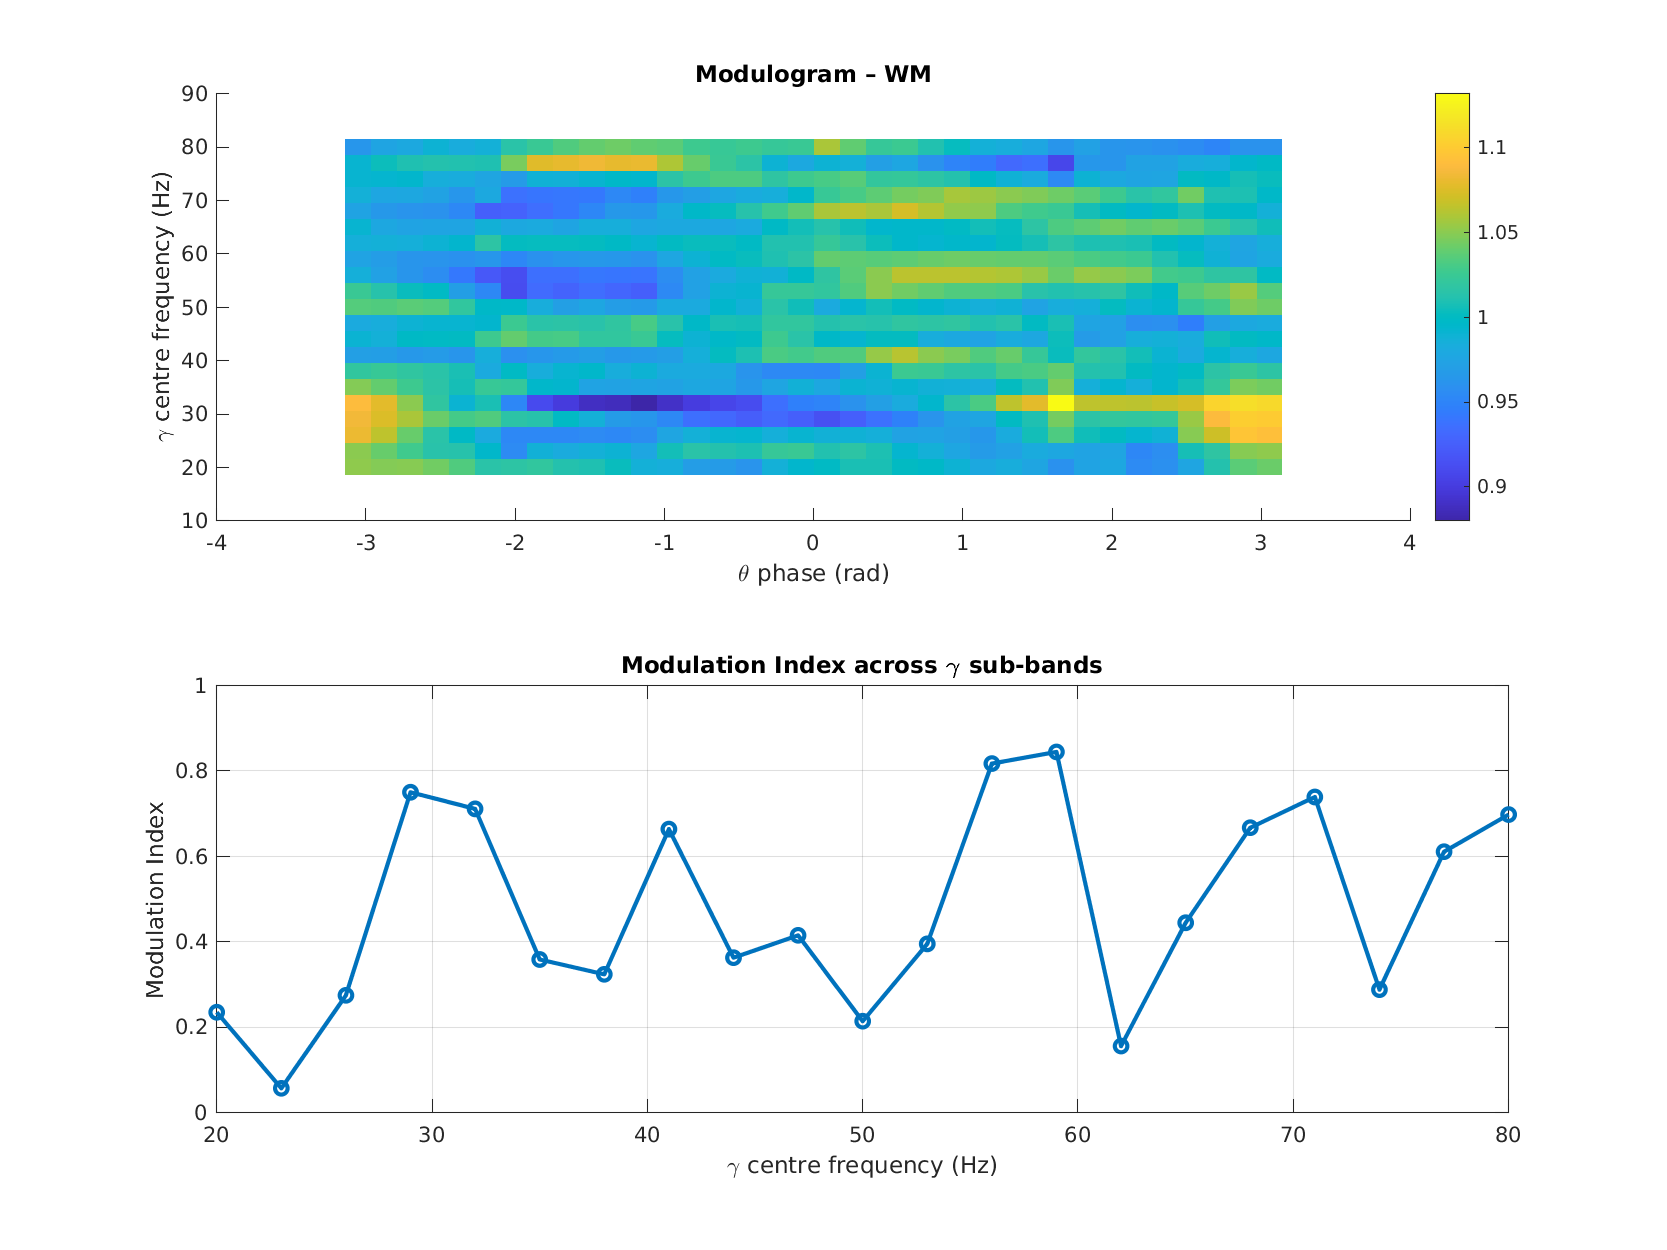 Modulogram – WM
90
80
70
60
50
40
30
20
10
γ centre frequency (Hz)
-4 -3 -2 -1 0 1 2 3 4
θ phase (rad)
1.1
1.05
1
0.95
0.9
Modulation Index across γ sub-bands
1
0.8
0.6
0.4
0.2
0
Modulation Index
20 30 40 50 60 70 80
γ centre frequency (Hz)